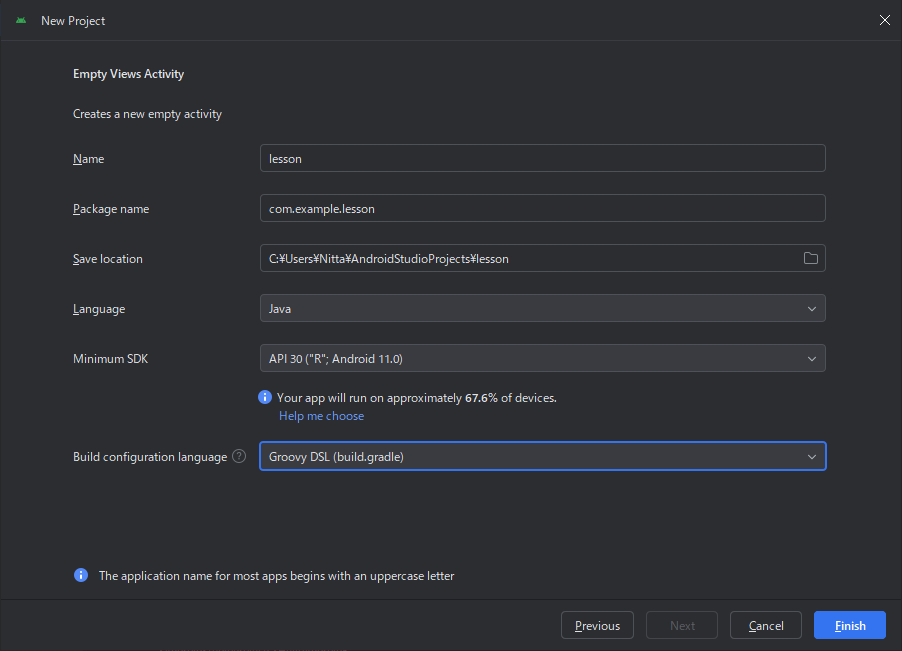 New Project
Empty Views Activity
Creates a new empty activity
Name lesson
Package name com.example.lesson
Save location C:¥Users¥Nitta¥AndroidStudioProjects¥lesson
Language Java
Minimum SDK API 30 ("R"; Android 11.0)
Your app will run on approximately 67.6% of devices.
Help me choose
Build configuration language ? Groovy DSL (build.gradle)
The application name for most apps begins with an uppercase letter
Previous Next Cancel Finish